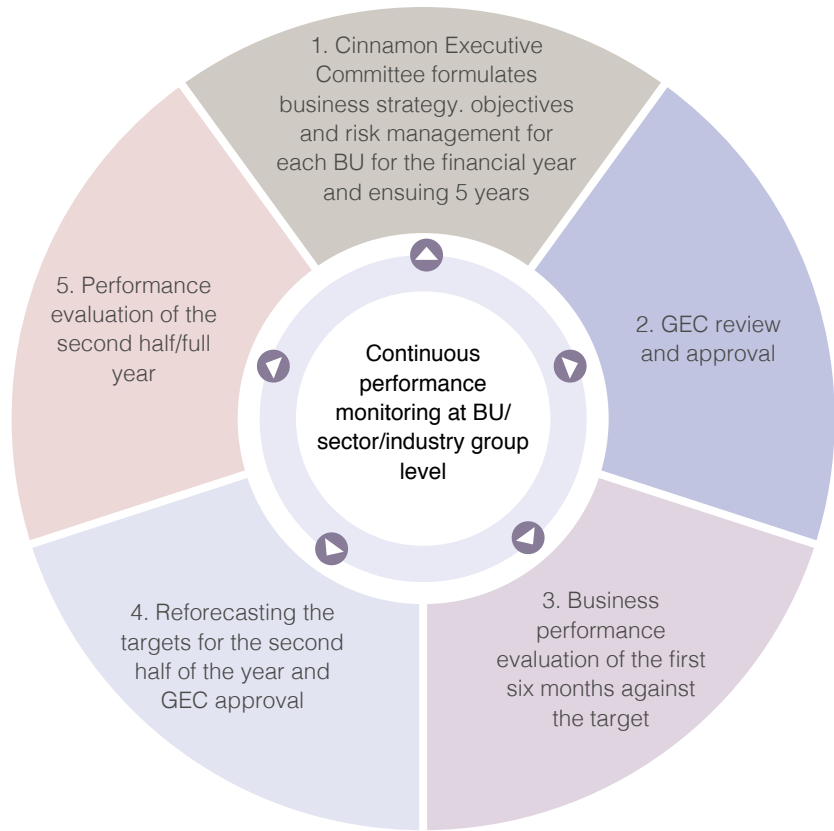 1. Cinnamon Executive
Committee formulates
business strategy. objectives
and risk management for
each BU for the financial year
and ensuing 5 years
2. GEC review
and approval
3. Business
performance
evaluation of the first
six months against
the target
4. Reforecasting the
targets for the second
half of the year and
GEC approval
5. Performance
evaluation of the
second half/full
year
Continuous
performance
monitoring at BU/
sector/industry group
level